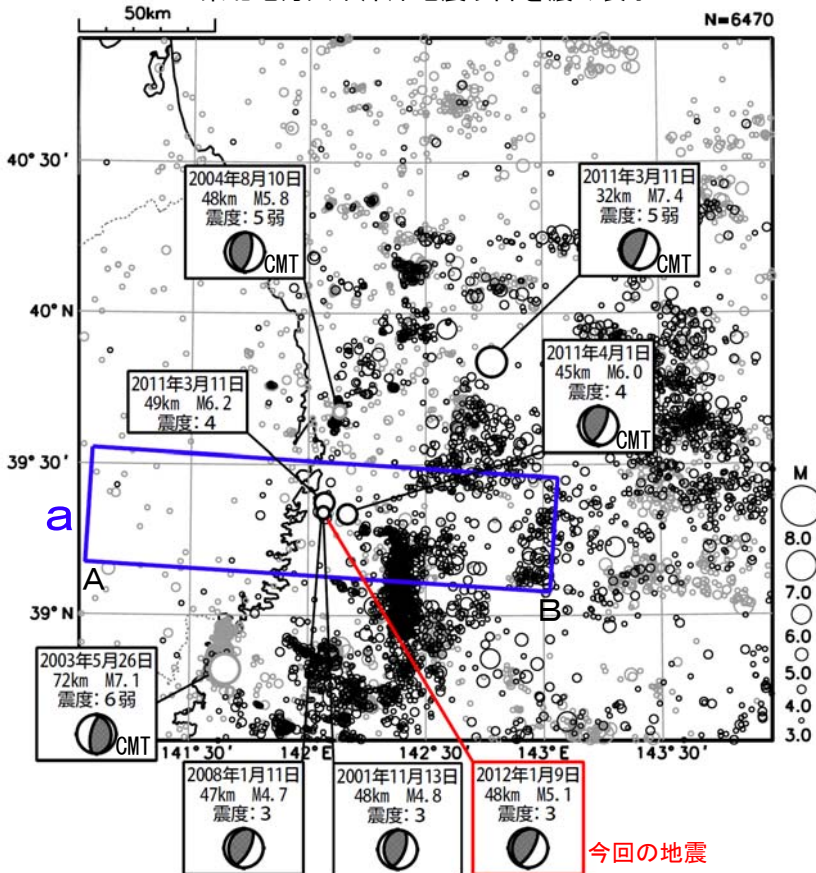 50km
N=6470
40° 30′
2004年8月10日
48km M5.8
震度：5弱
CMT
2011年3月11日
32km M7.4
震度：5弱
CMT
40° N
2011年4月1日
45km M6.0
震度：4
CMT
2011年3月11日
49km M6.2
震度：4
39° 30′
a
A
B
M
8.0
7.0
6.0
5.0
4.0
3.0
39° N
2003年5月26日
72km M7.1
震度：6弱
CMT
141° 30′
142° E
142° 30′
143° E
143° 30′
2008年1月11日
47km M4.7
震度：3
2001年11月13日
48km M4.8
震度：3
2012年1月9日
48km M5.1
震度：3
今回の地震